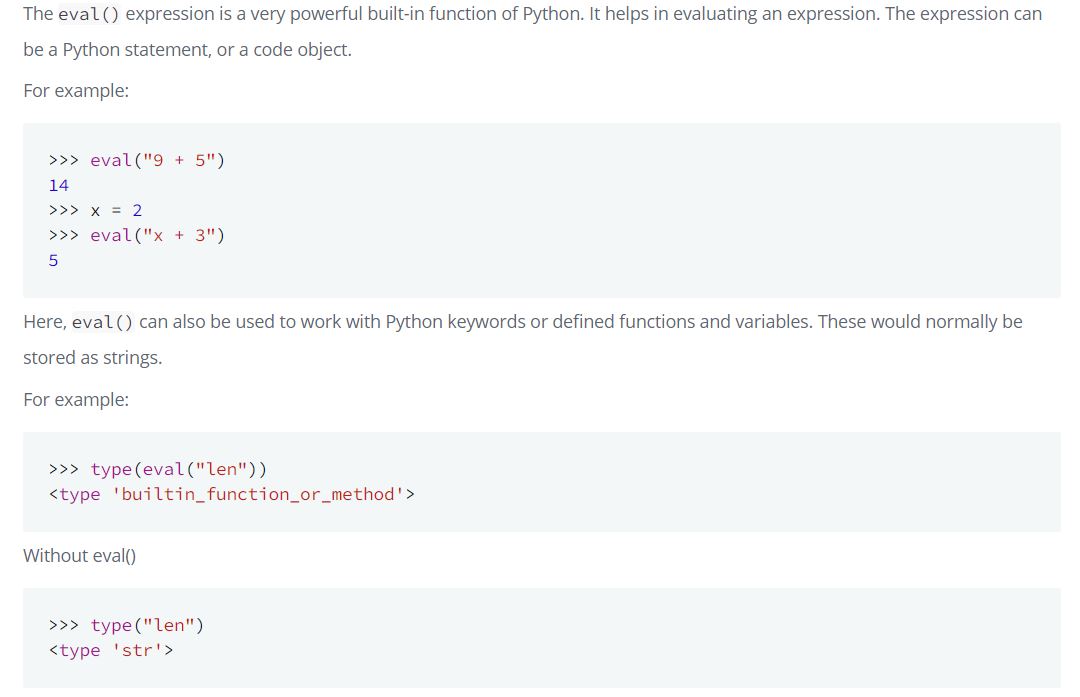 The eval() expression is a very powerful built-in function of Python. It helps in evaluating an expression. The expression can
be a Python statement, or a code object.
For example:
>>> eval("9 + 5")
14
>>> x = 2
>>> eval("x + 3")
5
Here, eval() can also be used to work with Python keywords or defined functions and variables. These would normally be
stored as strings.
For example:
>>> type(eval("len"))
<type 'builtin_function_or_method'>
Without eval()
>>> type("len")
<type 'str'>